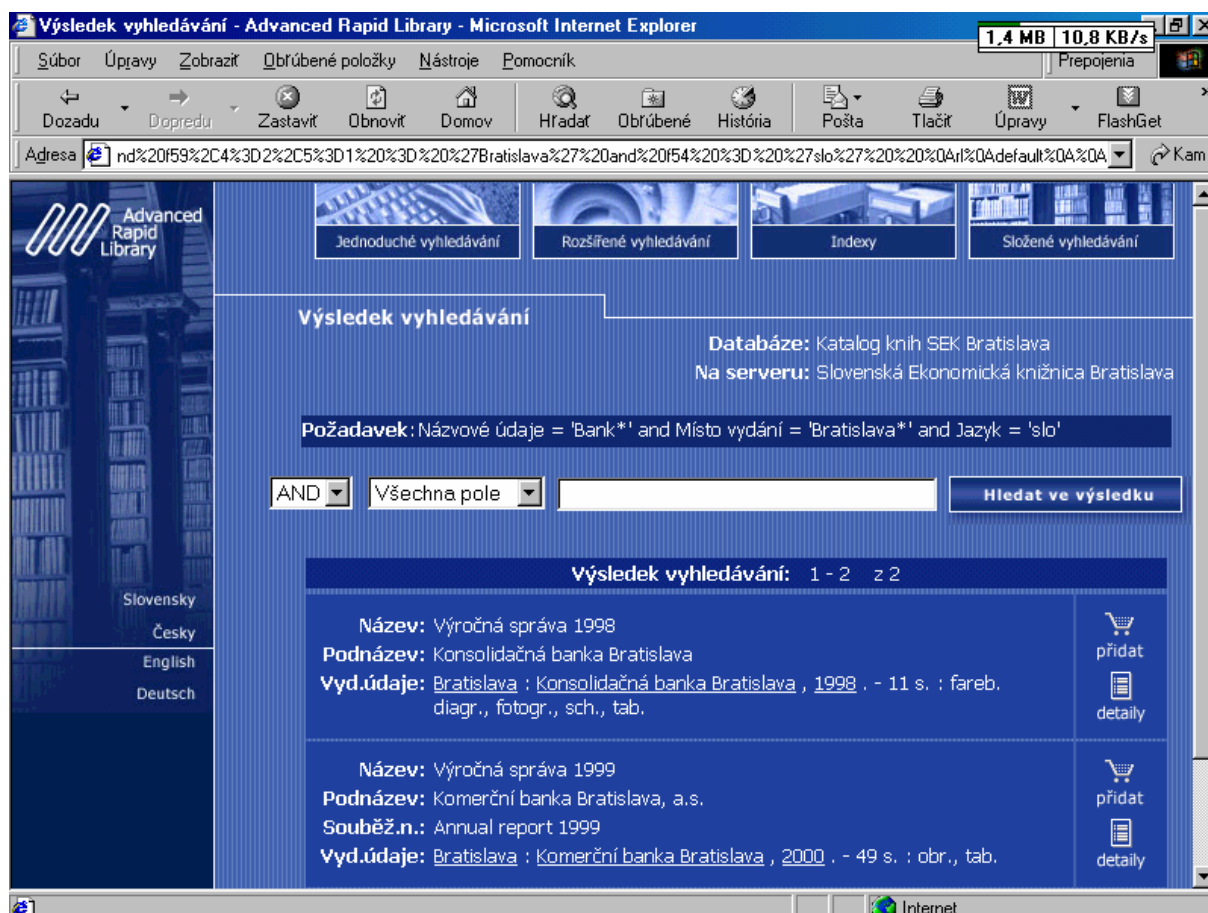 Výsledek vyhledávání - Advanced Rapid Library - Microsoft Internet Explorer
1,4 MB 10,8 KB/s
Súbor Úpravy Zobraziť Obľúbené položky Nástroje Pomocník Prepojenia
Dozadu Dopredu Zastaviť Obnoviť Domov Hľadať Obľúbené História Pošta Tlačiť Úpravy FlashGet
Adresa nd%20f59%2C4%3D2%2C5%3D1%20%3D%20%27Bratislava%27%20and%20f54%20%3D%20%27slo%27%20%20%0Arl%0Adefault%0A%0A Kam
Advanced
Rapid
Library
Jednoduché vyhledávání Rozšířené vyhledávání Indexy Složené vyhledávání
Výsledek vyhledávání
Databáze: Katalog knih SEK Bratislava
Na serveru: Slovenská Ekonomická knižnica Bratislava
Požadavek: Názvové údaje = 'Bank*' and Místo vydání = 'Bratislava*' and Jazyk = 'slo'
AND Všechna pole Hledat ve výsledku
Výsledek vyhledávání: 1 - 2 z 2
Slovensky
Česky
English
Deutsch
Název: Výročná správa 1998
Podnázev: Konsolidačná banka Bratislava
Vyd.údaje: Bratislava : Konsolidačná banka Bratislava , 1998 . - 11 s. : fareb.
diagr., fotogr., sch., tab.
přidat
detaily
Název: Výročná správa 1999
Podnázev: Komerční banka Bratislava, a.s.
Souběž.n.: Annual report 1999
Vyd.údaje: Bratislava : Komerční banka Bratislava , 2000 . - 49 s. : obr., tab.
přidat
detaily
Internet